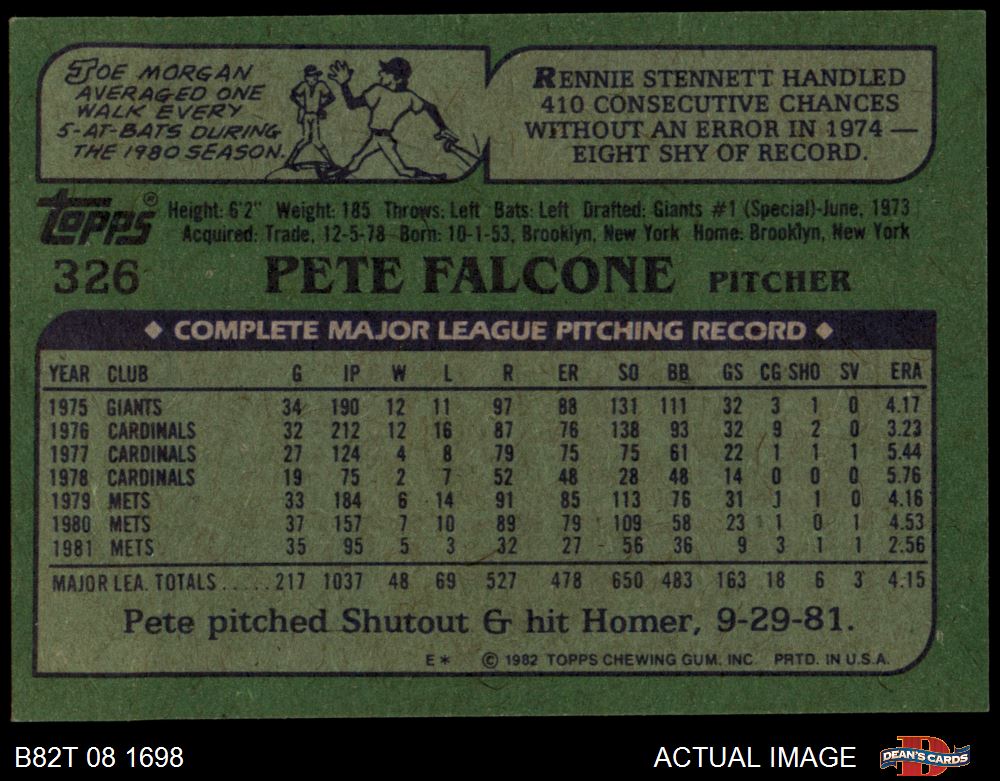 JOE MORGAN
AVERAGED ONE
WALK EVERY
5-AT-BATS DURING
THE 1980 SEASON.
RENNIE STENNETT HANDLED
410 CONSECUTIVE CHANCES
WITHOUT AN ERROR IN 1974 —
EIGHT SHY OF RECORD.
topps®
Height: 6'2" Weight: 185 Throws: Left Bats: Left Drafted: Giants #1 (Special)-June, 1973
Acquired: Trade, 12-5-78 Born: 10-1-53, Brooklyn, New York Home: Brooklyn, New York
326 PETE FALCONE PITCHER
◆ COMPLETE MAJOR LEAGUE PITCHING RECORD ◆
YEAR CLUB G IP W L R ER SO BB GS CG SHO SV ERA
1975 GIANTS 34 190 12 11 97 88 131 111 32 3 1 0 4.17
1976 CARDINALS 32 212 12 16 87 76 138 93 32 9 2 0 3.23
1977 CARDINALS 27 124 4 8 79 75 75 61 22 1 1 1 5.44
1978 CARDINALS 19 75 2 7 52 48 28 48 14 0 0 0 5.76
1979 METS 33 184 6 14 91 85 113 76 31 1 1 0 4.16
1980 METS 37 157 7 10 89 79 109 58 23 1 0 1 4.53
1981 METS 35 95 5 3 32 27 56 36 9 3 1 1 2.56
MAJOR LEA. TOTALS ..... 217 1037 48 69 527 478 650 483 163 18 6 3 4.15
Pete pitched Shutout & hit Homer, 9-29-81.
E* © 1982 TOPPS CHEWING GUM, INC. PRTD. IN U.S.A.
B82T 08 1698
ACTUAL IMAGE
DEAN'S CARDS